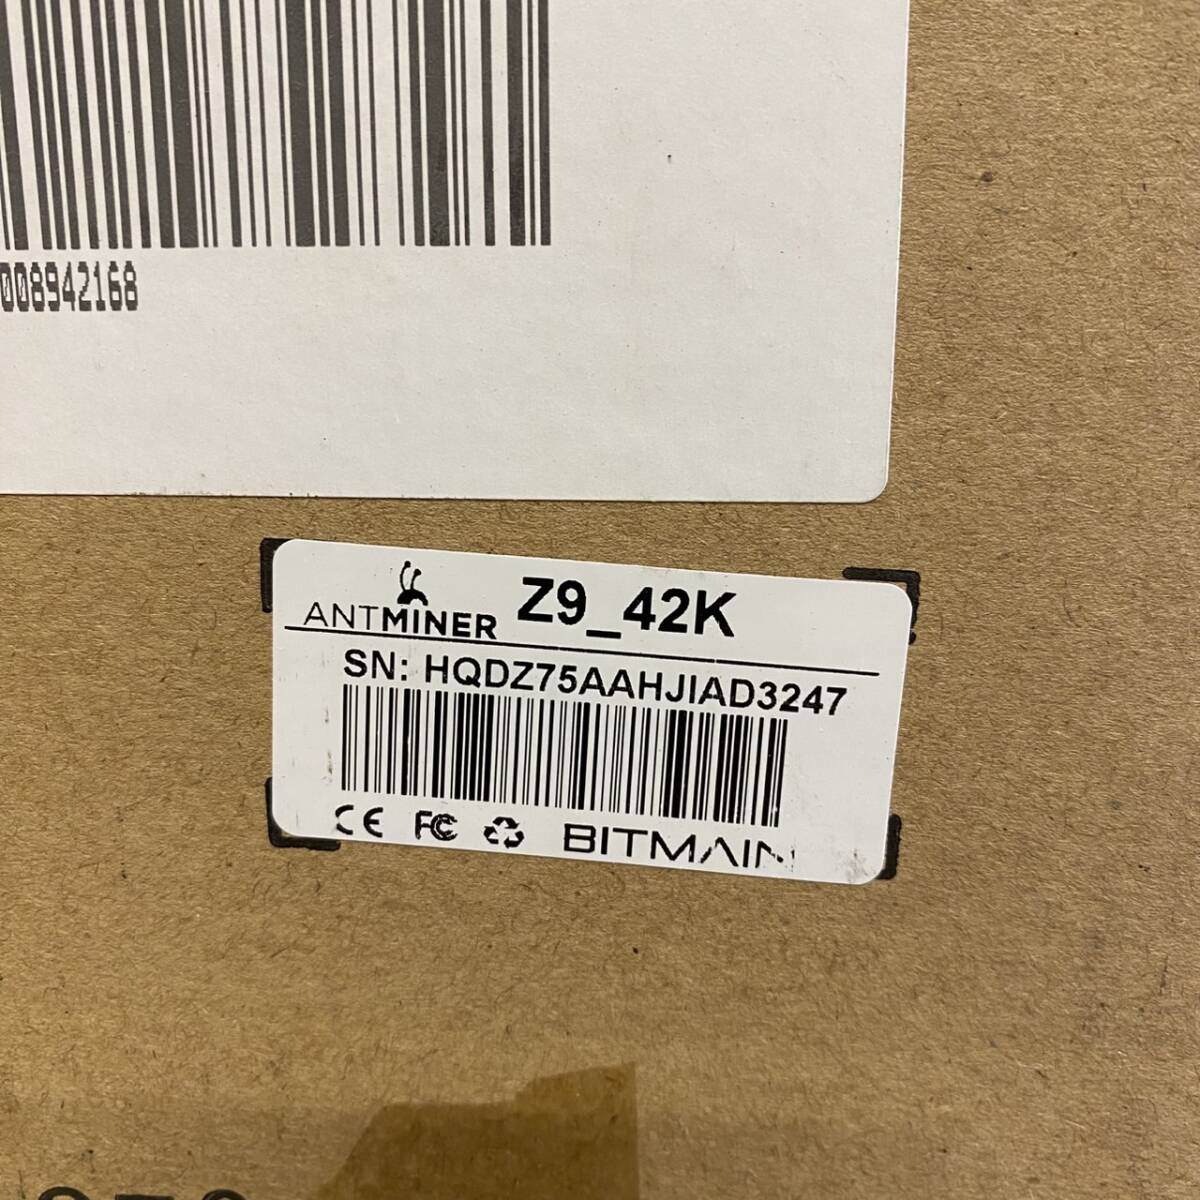 008942168
ANTMINER Z9_42K
SN: HQDZ75AAHJIAD3247
CE FC BITMAIN